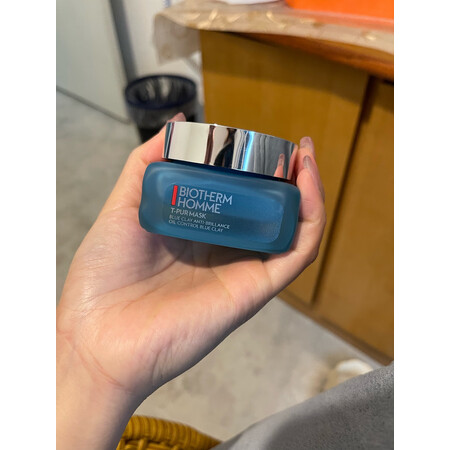 BIOTHERM
HOMME
T-PUR MASK
BLUE CLAY ANTI-BRILLANCE
OIL CONTROL BLUE CLAY